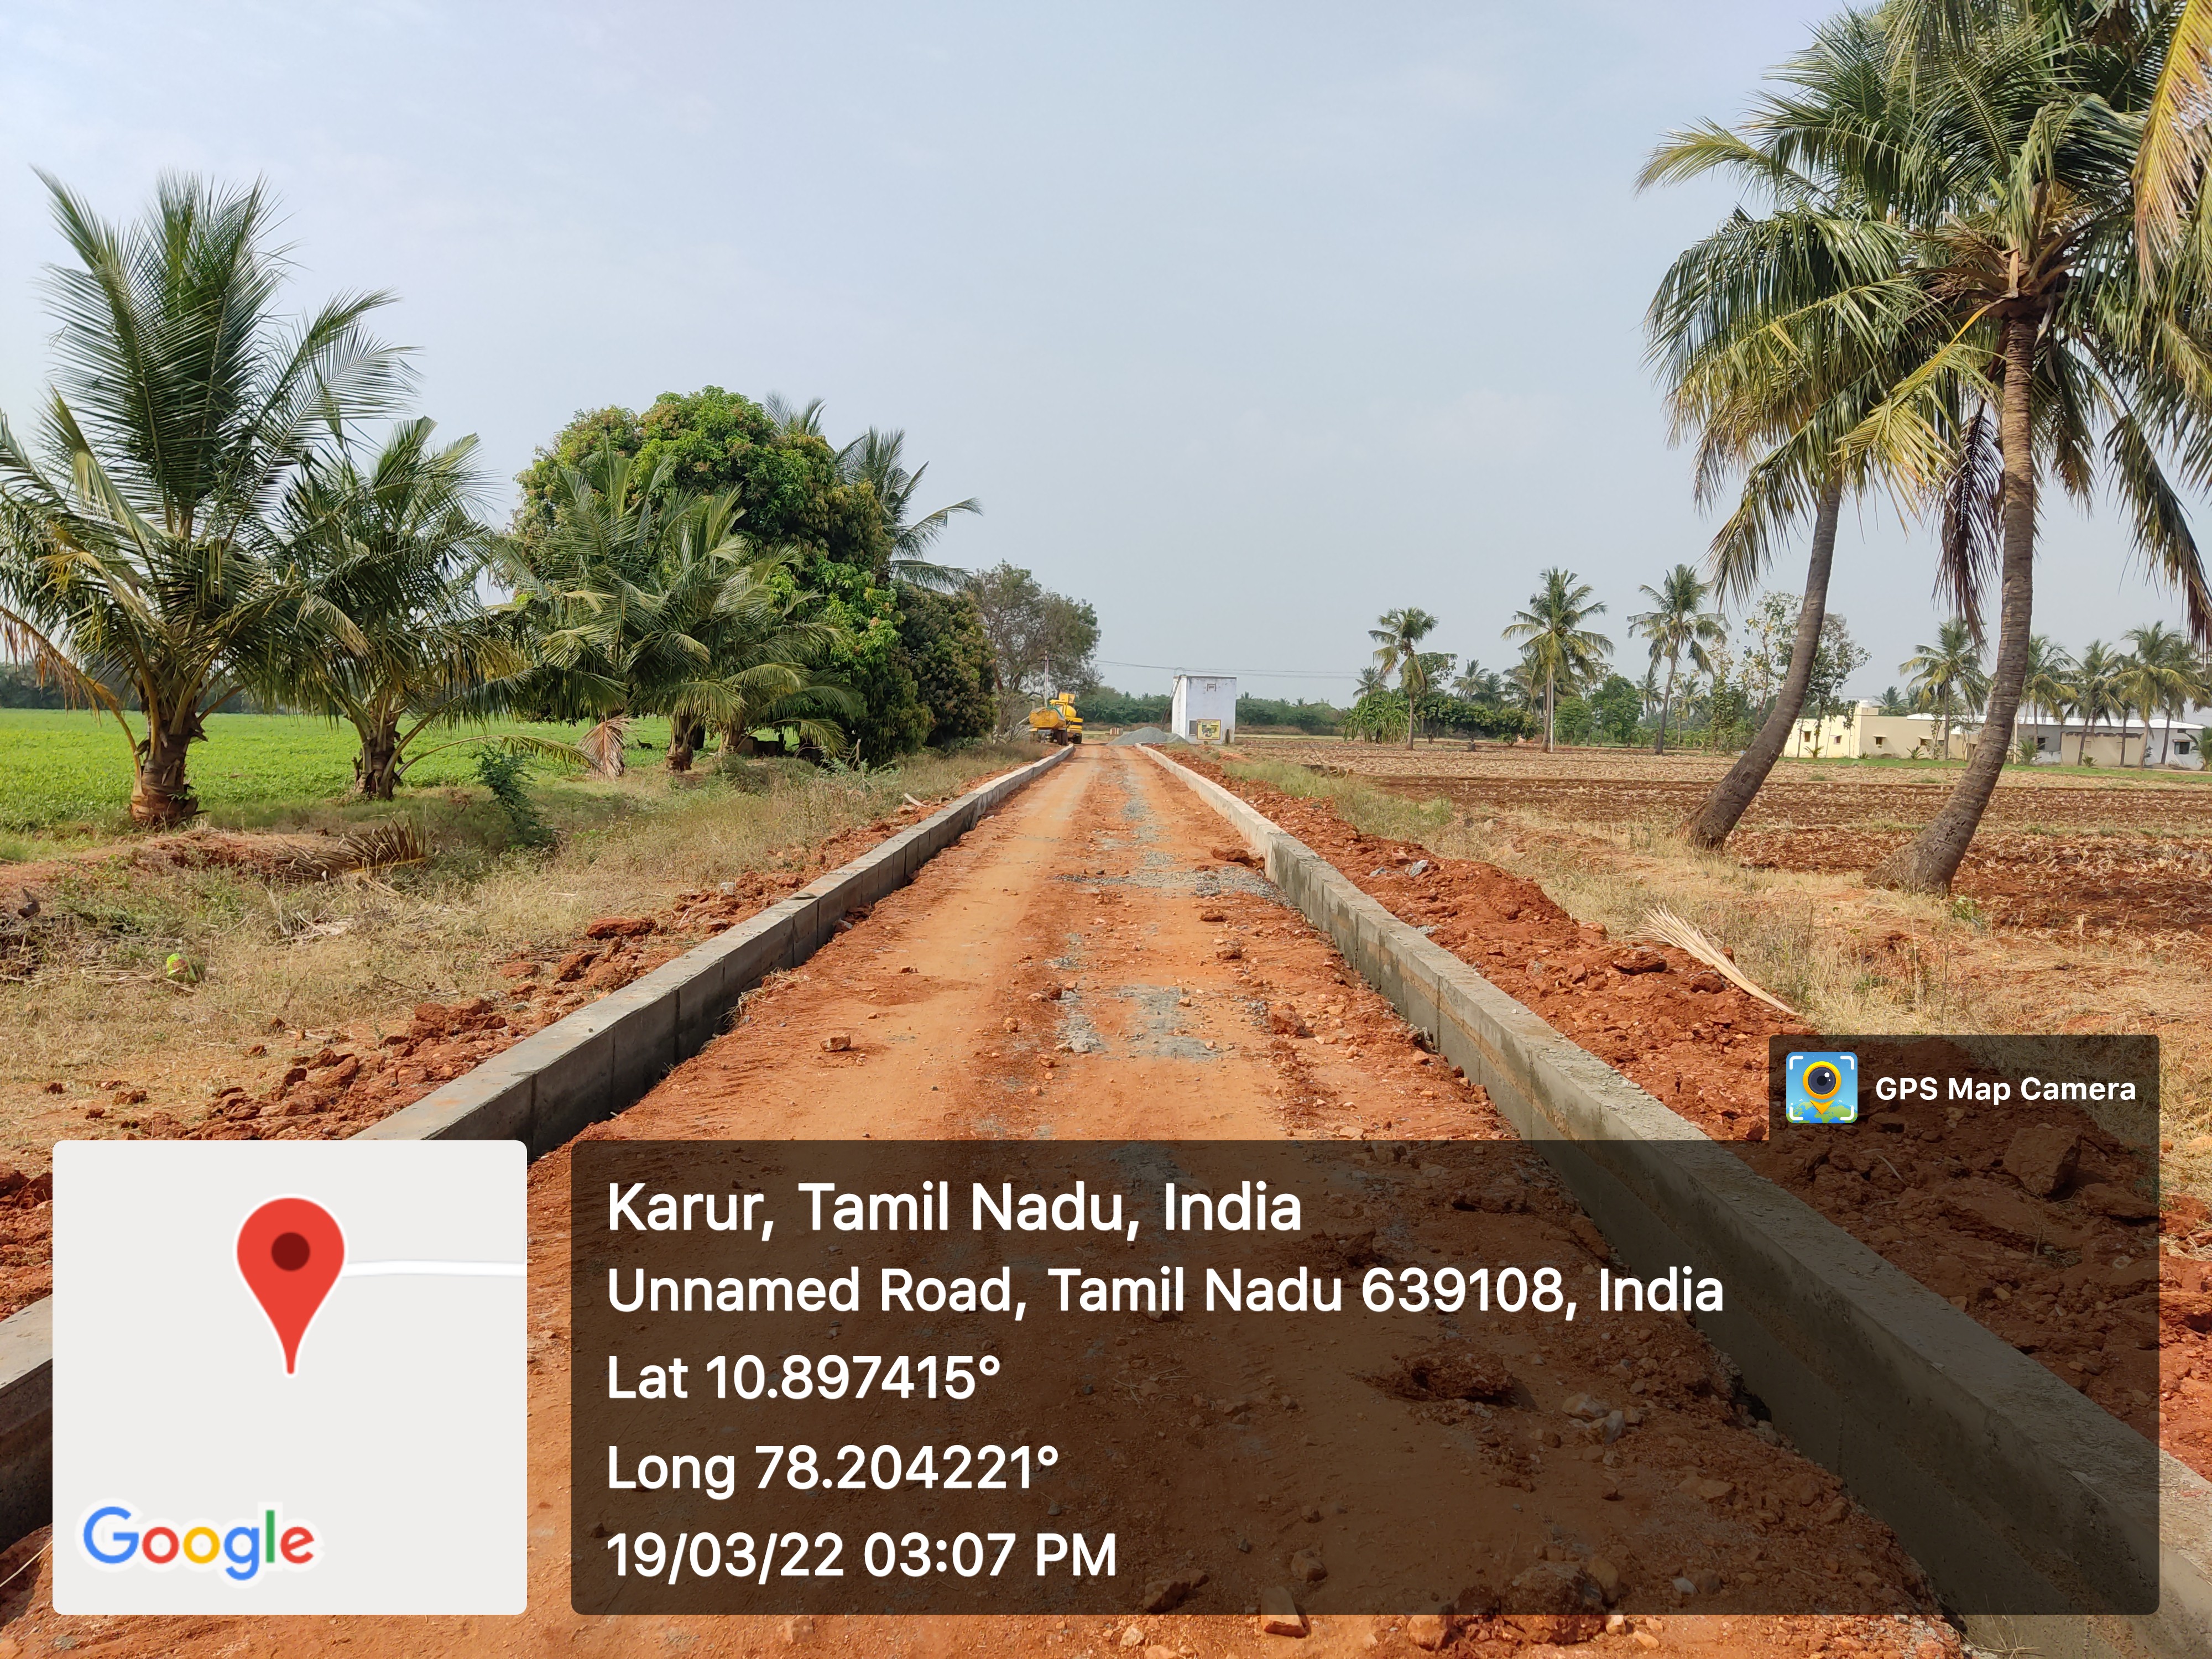 GPS Map Camera
Karur, Tamil Nadu, India
Unnamed Road, Tamil Nadu 639108, India
Lat 10.897415°
Long 78.204221°
19/03/22 03:07 PM
Google